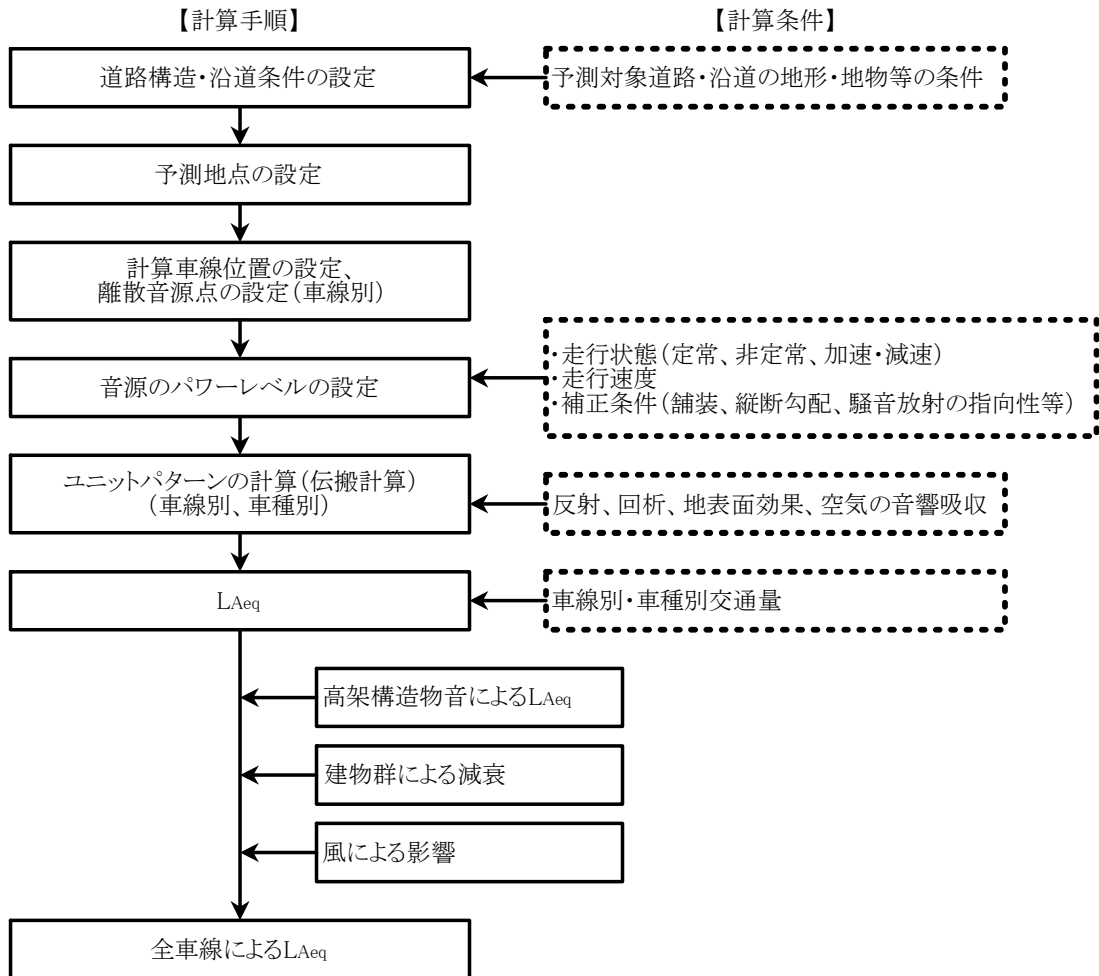 【計算手順】
【計算条件】
道路構造・沿道条件の設定
予測対象道路・沿道の地形・地物等の条件
予測地点の設定
計算車線位置の設定、
離散音源点の設定(車線別)
音源のパワーレベルの設定
・走行状態(定常、非定常、加速・減速)
・走行速度
・補正条件(舗装、縦断勾配、騒音放射の指向性等)
ユニットパターンの計算(伝搬計算)
(車線別、車種別)
反射、回折、地表面効果、空気の音響吸収
LAeq
車線別・車種別交通量
高架構造物音によるLAeq
建物群による減衰
風による影響
全車線によるLAeq